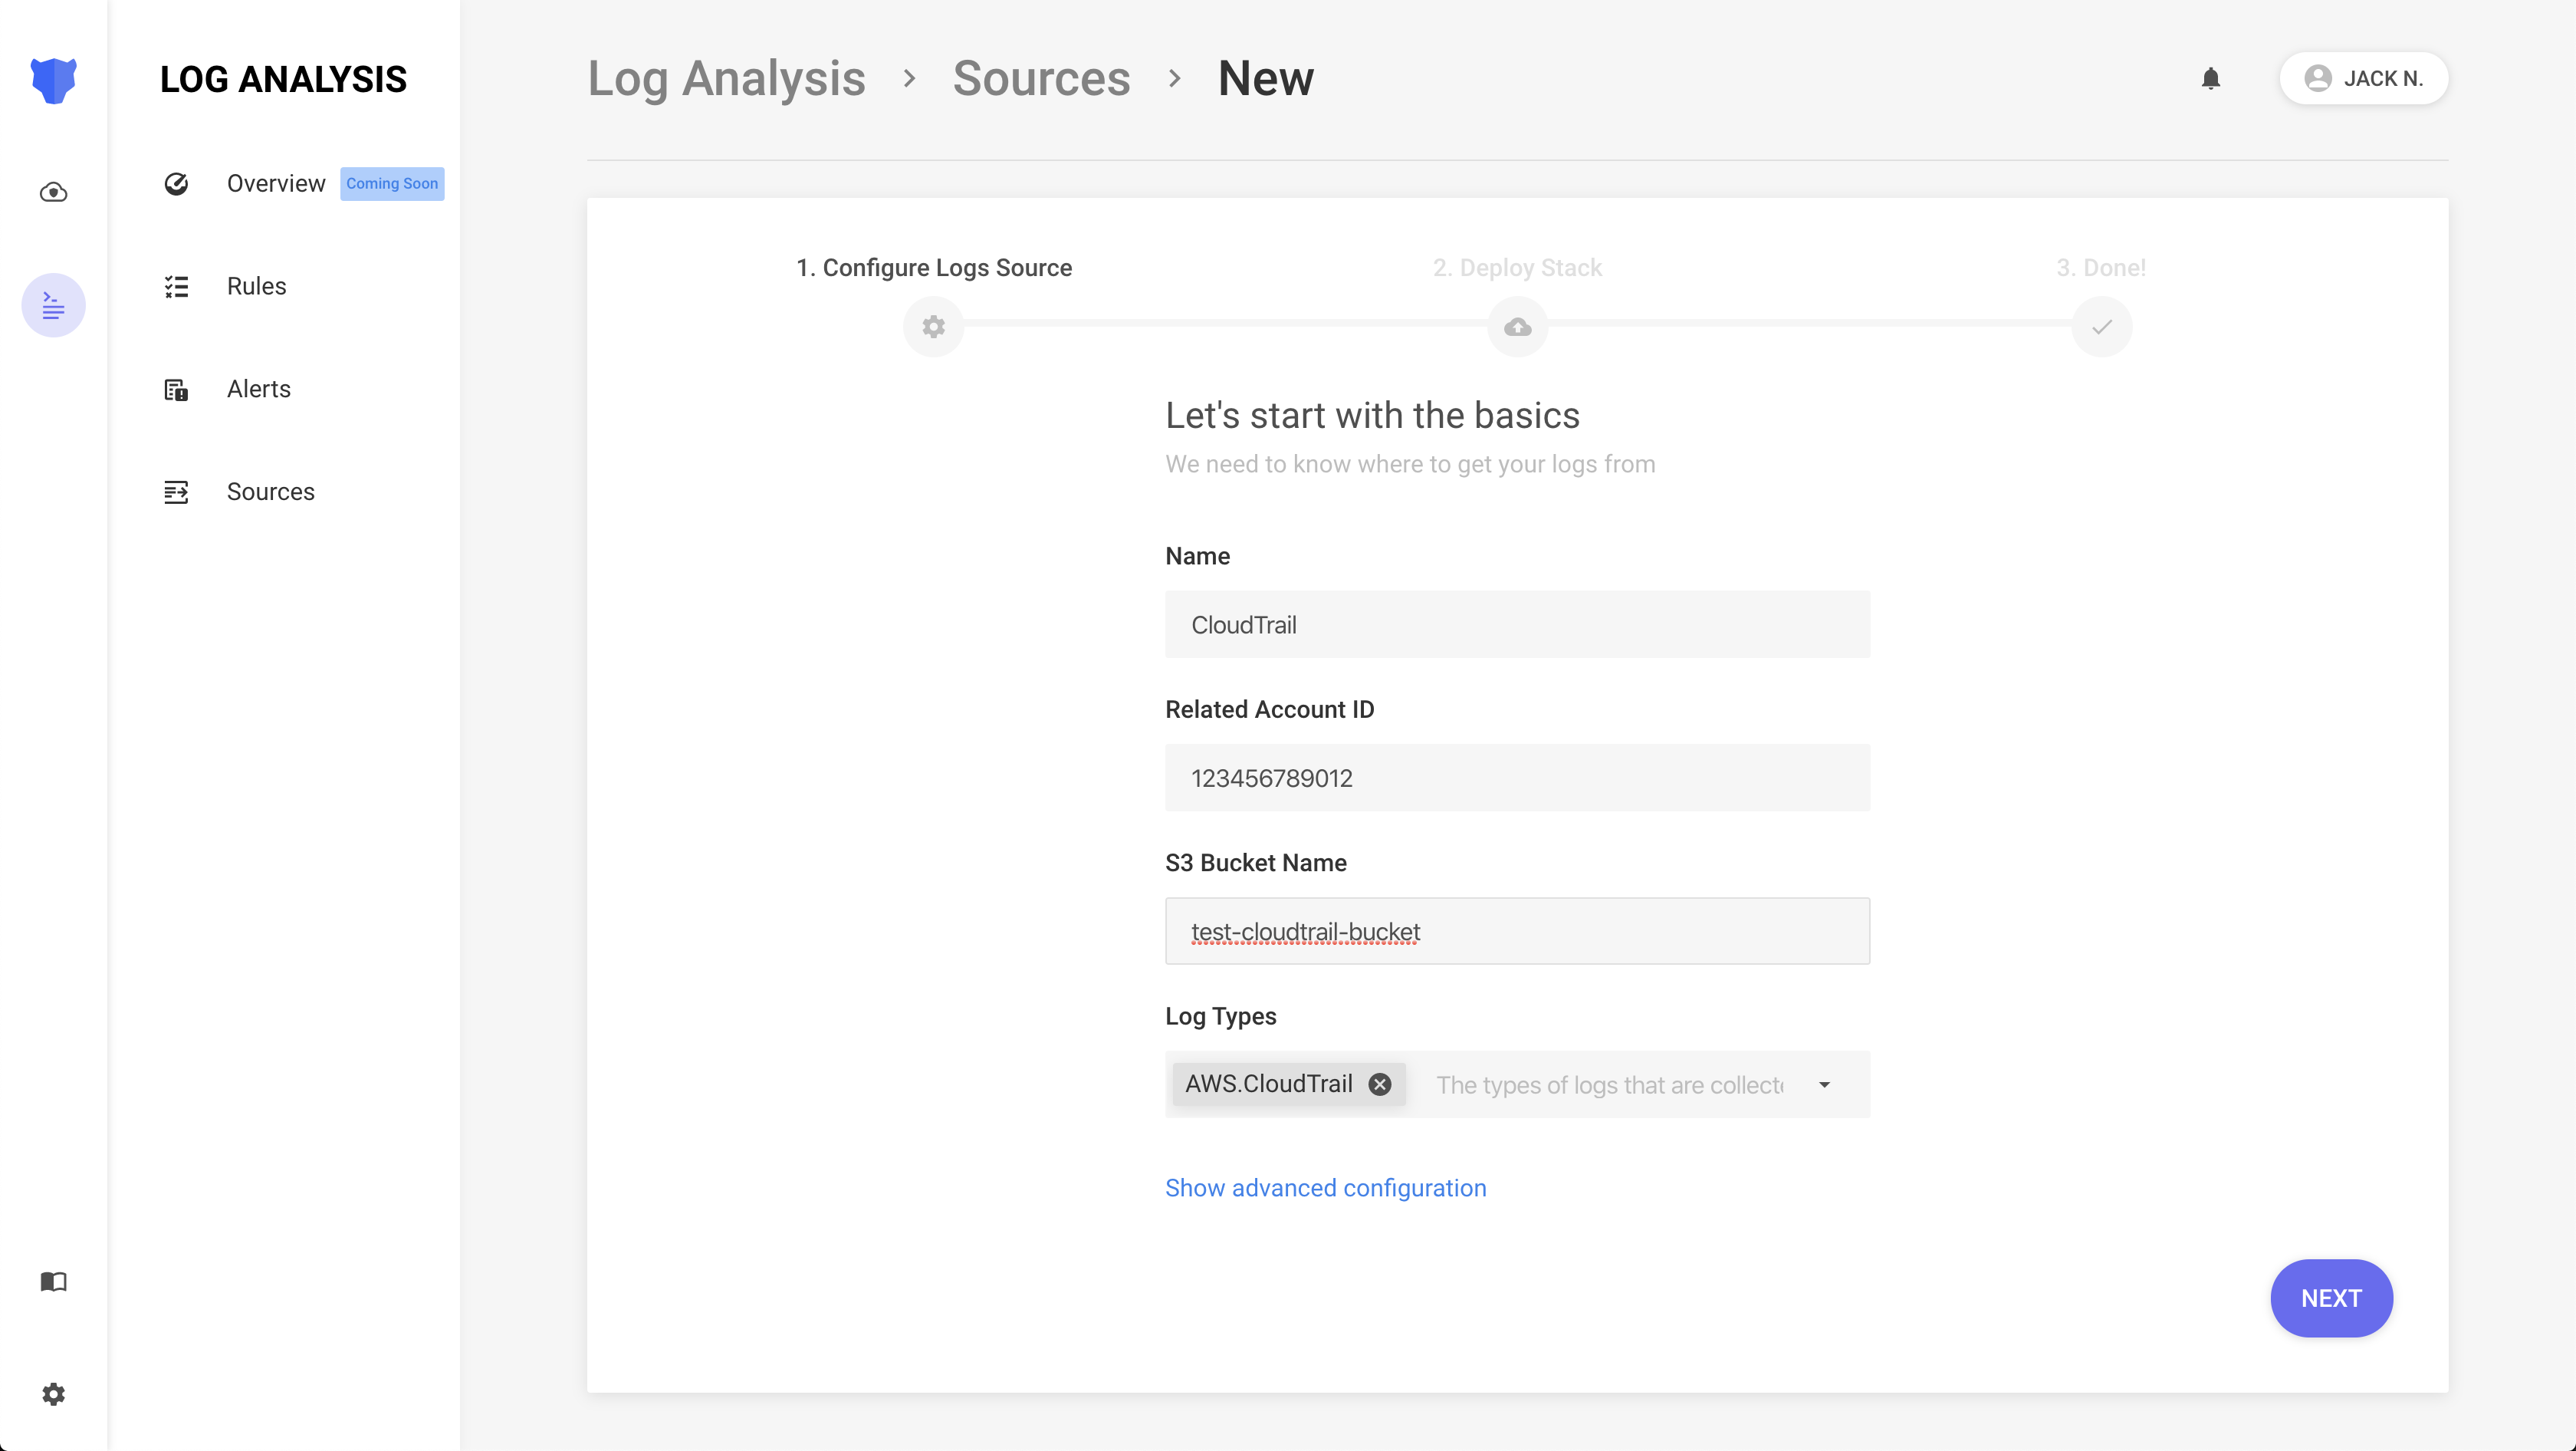 LOG ANALYSIS
Overview Coming Soon
Rules
Alerts
Sources
Log Analysis > Sources > New
JACK N.
1. Configure Logs Source
2. Deploy Stack
3. Done!
Let's start with the basics
We need to know where to get your logs from
Name
CloudTrail
Related Account ID
123456789012
S3 Bucket Name
test-cloudtrail-bucket
Log Types
AWS.CloudTrail The types of logs that are collecte
Show advanced configuration
NEXT